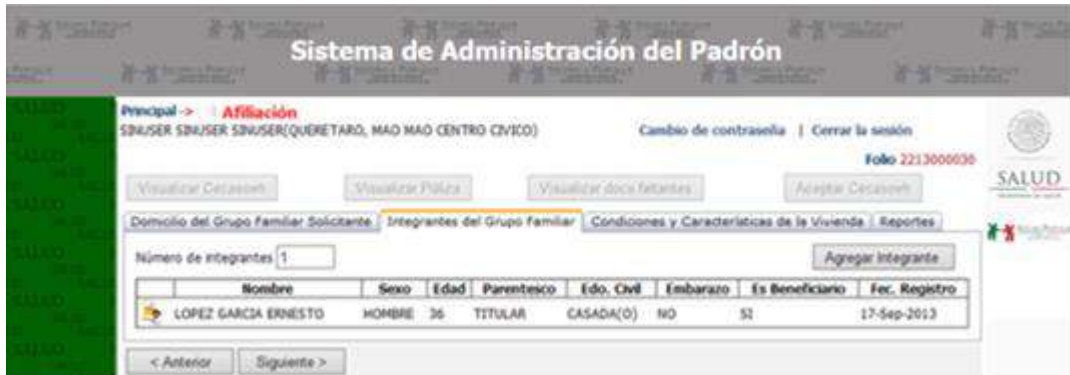 Sistema de Administración del Padrón
Principal -> Afiliación
SINUSER SINUSER SINUSER(QUERETARO, MAO MAO CENTRO CIVICO)
Cambio de contraseña | Cerrar la sesión
Folio 2213000030
SALUD
Visualizar Cecasoeh Visualizar Póliza Visualizar docs faltantes Aceptar Cecasoeh
Domicilio del Grupo Familiar Solicitante Integrantes del Grupo Familiar Condiciones y Características de la Vivienda Reportes
Número de integrantes 1 Agregar Integrante
Nombre Sexo Edad Parentesco Edo. Civil Embarazo Es Beneficiario Fec. Registro
LOPEZ GARCIA ERNESTO HOMBRE 36 TITULAR CASADA(O) NO SI 17-Sep-2013
< Anterior Siguiente >